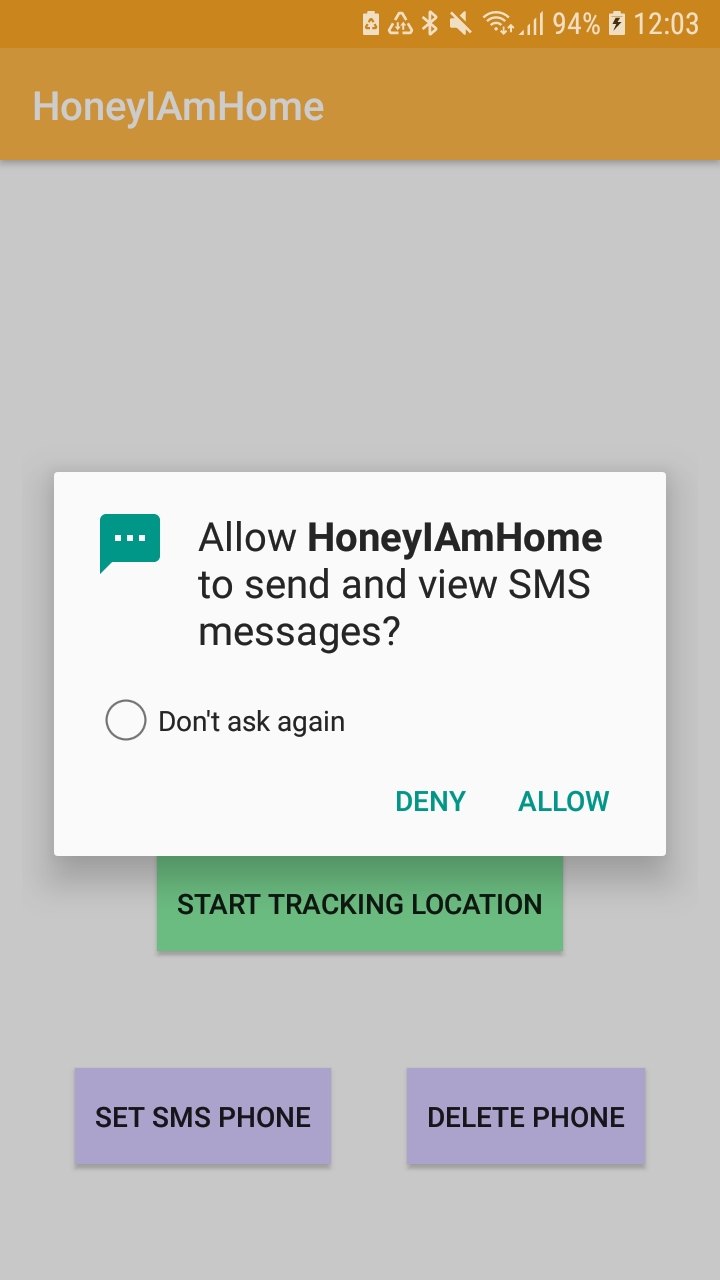 94% 12:03
HoneyIAmHome
Allow HoneyIAmHome
to send and view SMS
messages?
Don't ask again
DENY ALLOW
START TRACKING LOCATION
SET SMS PHONE DELETE PHONE